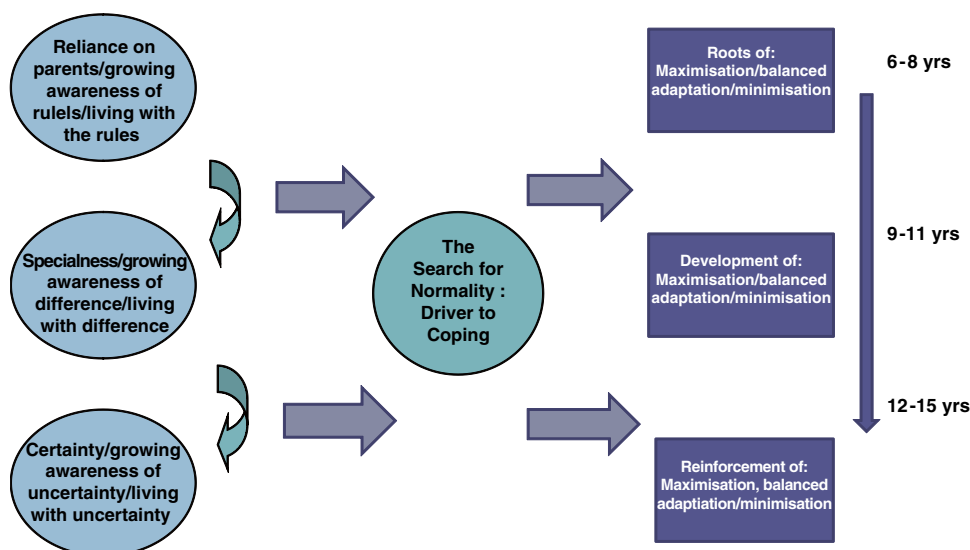 Reliance on
parents/growing
awareness of
rulels/living with
the rules
Specialness/growing
awareness of
difference/living
with difference
Certainty/growing
awareness of
uncertainty/living
with uncertainty
The
Search for
Normality :
Driver to
Coping
Roots of:
Maximisation/balanced
adaptation/minimisation
Development of:
Maximisation/balanced
adaptation/minimisation
Reinforcement of:
Maximisation, balanced
adaptiation/minimisation
6-8 yrs
9-11 yrs
12-15 yrs